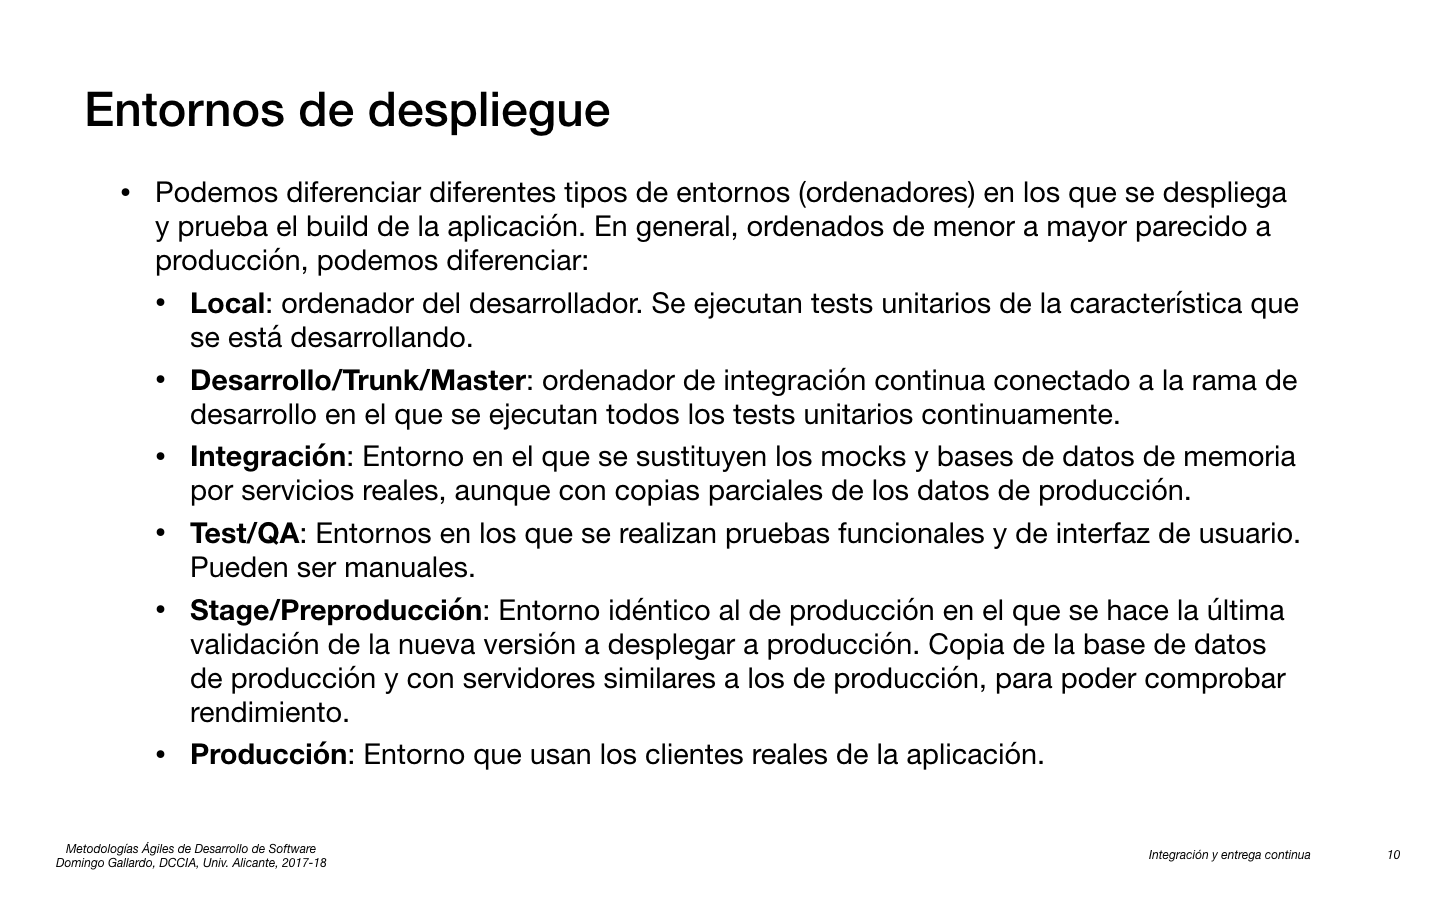 Entornos de despliegue
• Podemos diferenciar diferentes tipos de entornos (ordenadores) en los que se despliega
y prueba el build de la aplicación. En general, ordenados de menor a mayor parecido a
producción, podemos diferenciar:
• Local: ordenador del desarrollador. Se ejecutan tests unitarios de la característica que
se está desarrollando.
• Desarrollo/Trunk/Master: ordenador de integración continua conectado a la rama de
desarrollo en el que se ejecutan todos los tests unitarios continuamente.
• Integración: Entorno en el que se sustituyen los mocks y bases de datos de memoria
por servicios reales, aunque con copias parciales de los datos de producción.
• Test/QA: Entornos en los que se realizan pruebas funcionales y de interfaz de usuario.
Pueden ser manuales.
• Stage/Preproducción: Entorno idéntico al de producción en el que se hace la última
validación de la nueva versión a desplegar a producción. Copia de la base de datos
de producción y con servidores similares a los de producción, para poder comprobar
rendimiento.
• Producción: Entorno que usan los clientes reales de la aplicación.
Metodologías Ágiles de Desarrollo de Software
Domingo Gallardo, DCCIA, Univ. Alicante, 2017-18
Integración y entrega continua
10